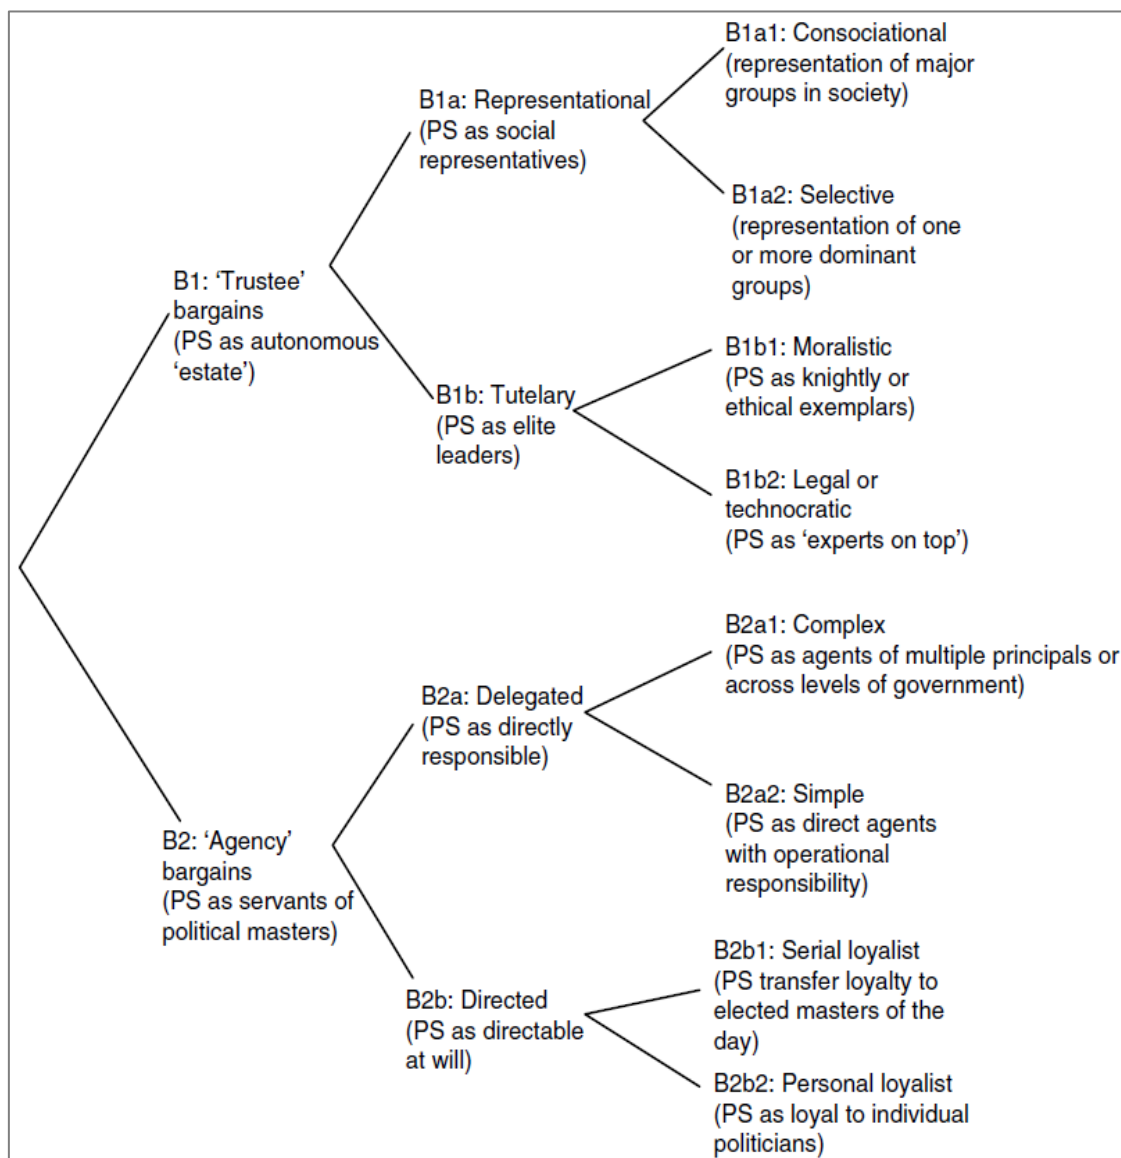 B1a1: Consociational
(representation of major
groups in society)
B1a: Representational
(PS as social
representatives)
B1a2: Selective
(representation of one
or more dominant
groups)
B1: ‘Trustee’
bargains
(PS as autonomous
‘estate’)
B1b1: Moralistic
(PS as knightly or
ethical exemplars)
B1b: Tutelary
(PS as elite
leaders)
B1b2: Legal or
technocratic
(PS as ‘experts on top’)
B2a1: Complex
(PS as agents of multiple principals or
across levels of government)
B2a: Delegated
(PS as directly
responsible)
B2a2: Simple
(PS as direct agents
with operational
responsibility)
B2: ‘Agency’
bargains
(PS as servants of
political masters)
B2b1: Serial loyalist
(PS transfer loyalty to
elected masters of the
day)
B2b: Directed
(PS as directable
at will)
B2b2: Personal loyalist
(PS as loyal to individual
politicians)